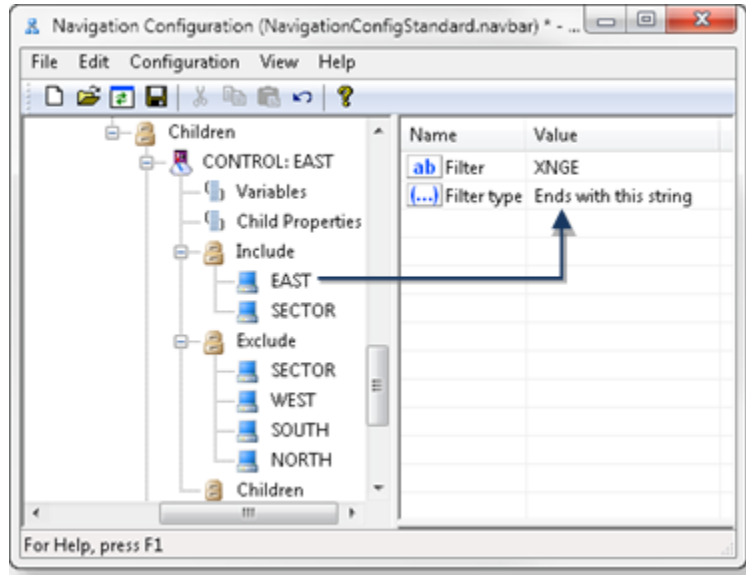 Navigation Configuration (NavigationConfigStandard.navbar) * - ...
File Edit Configuration View Help
Children
CONTROL: EAST
Variables
Child Properties
Include
EAST
SECTOR
Exclude
SECTOR
WEST
SOUTH
NORTH
Children
Name Value
ab Filter XNGE
(...) Filter type Ends with this string
For Help, press F1